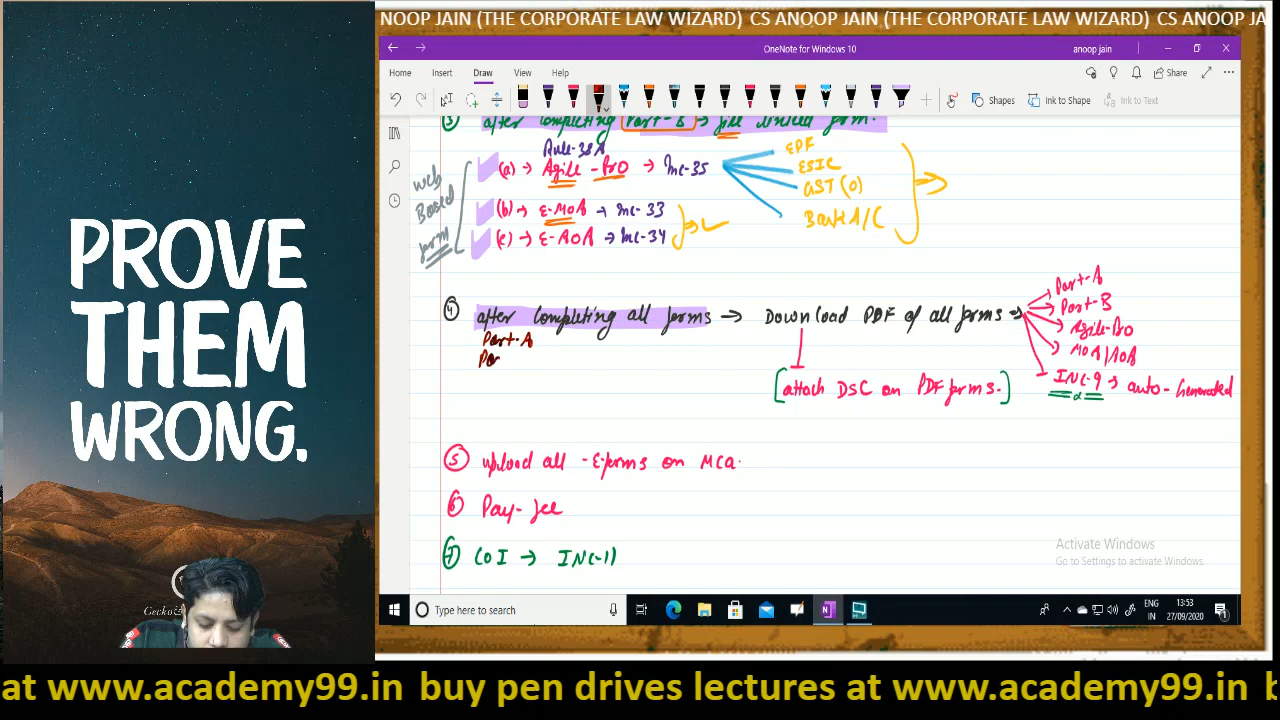 NOOP JAIN (THE CORPORATE LAW WIZARD) CS ANOOP JAIN (THE CORPORATE LAW WIZARD) CS ANOOP JA
OneNote for Windows 10
anoop jain
Home Insert Draw View Help
Share
Shapes
Ink to Shape
Ink to Text
③ after completing Part-B → file linked form.
Rule-38A
(a) → Agile-Pro → Inc-35
EPF
ESIC
GST (O)
Bank A/C
(b) → E-MOA → Inc-33
(c) → E-AOA → Inc-34
web
Based
form
④ after completing all forms → Download PDF of all forms →
Part-A
Pa
Part-A
Part-B
Agile-Pro
MOA/AOA
INC-9 → auto-Generated
[attach DSC on PDF forms.]
⑤ upload all -E-forms on MCA.
⑥ Pay-fee
⑦ COI → INC-11
Activate Windows
Go to Settings to activate Windows.
Type here to search
ENG
IN
13:53
27/09/2020
1
PROVE
THEM
WRONG.
at www.academy99.in buy pen drives lectures at www.academy99.in b